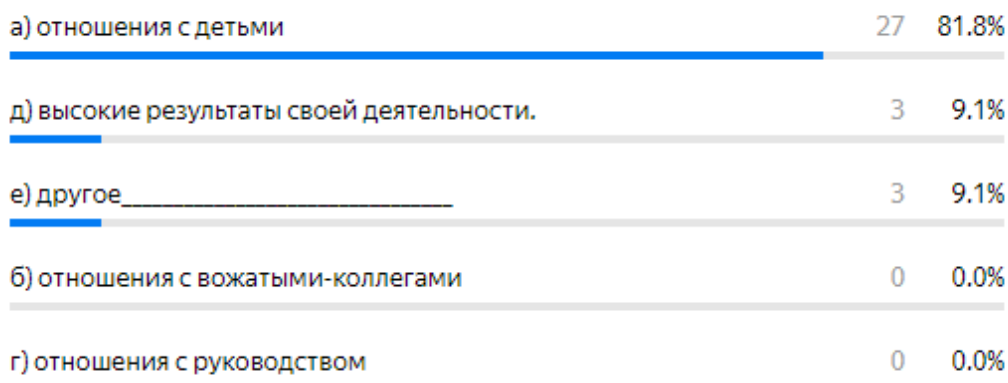 а) отношения с детьми 27 81.8%
д) высокие результаты своей деятельности. 3 9.1%
е) другое______________________________ 3 9.1%
б) отношения с вожатыми-коллегами 0 0.0%
г) отношения с руководством 0 0.0%